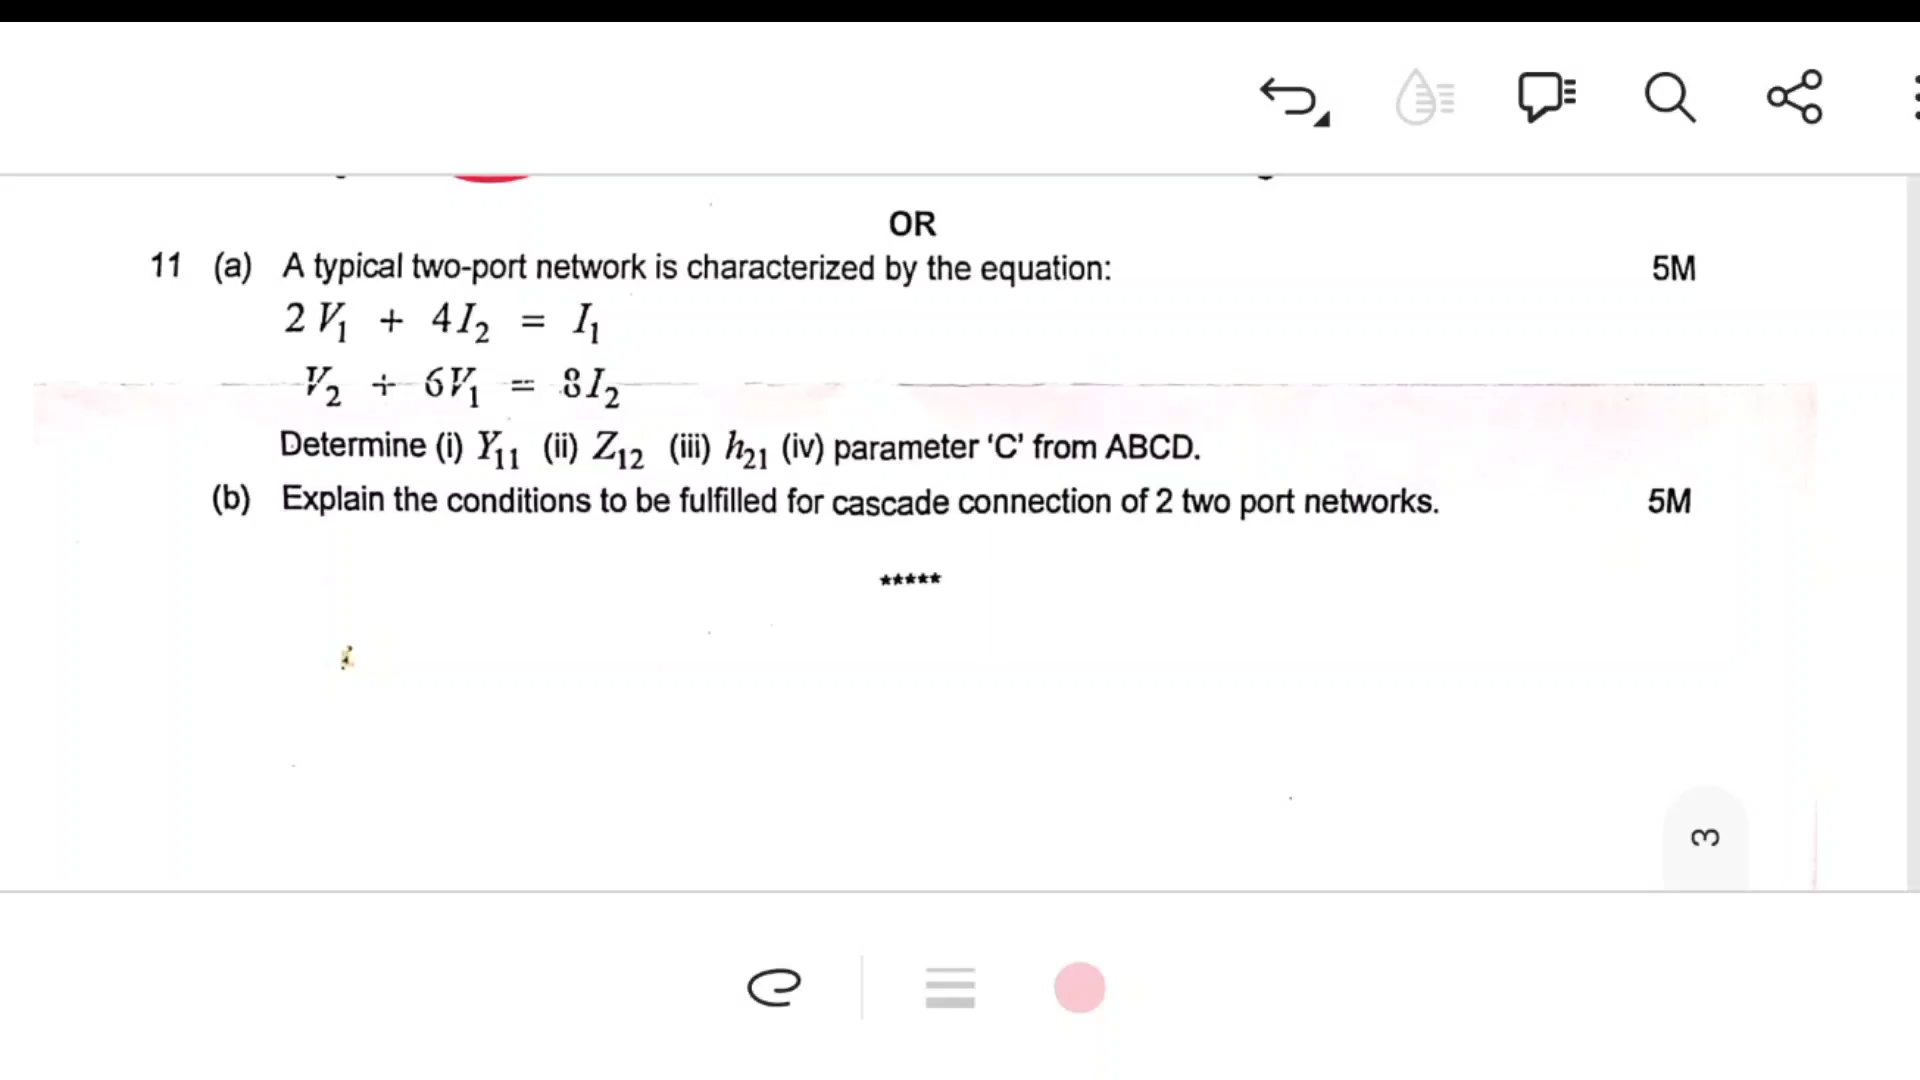 OR
11 (a) A typical two-port network is characterized by the equation: 5M
2 V₁ + 4I₂ = I₁
V₂ + 6V₁ = 8I₂
Determine (i) Y₁₁ (ii) Z₁₂ (iii) h₂₁ (iv) parameter ‘C’ from ABCD.
(b) Explain the conditions to be fulfilled for cascade connection of 2 two port networks. 5M
*****
3